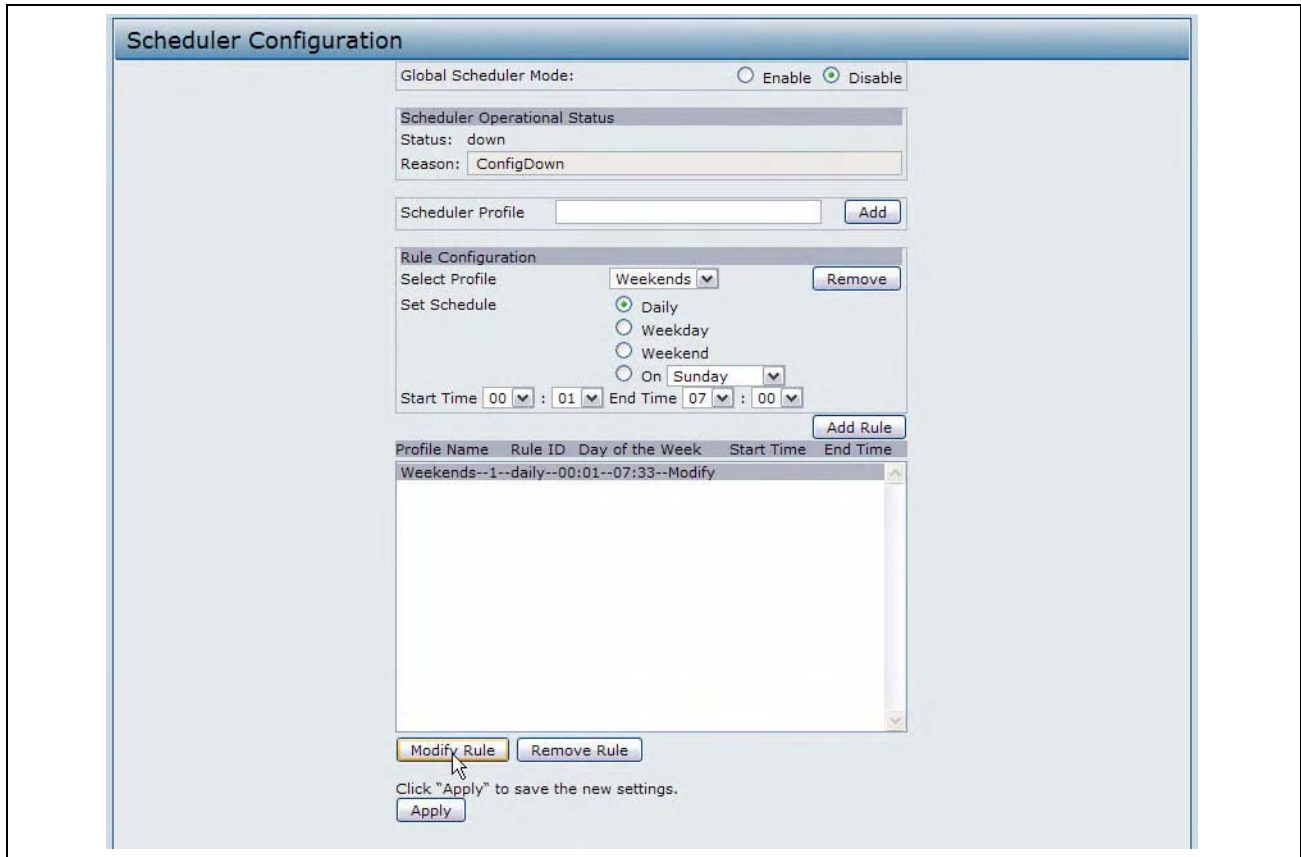 Scheduler Configuration
Global Scheduler Mode: Enable Disable
Scheduler Operational Status
Status: down
Reason: ConfigDown
Scheduler Profile Add
Rule Configuration
Select Profile Weekends Remove
Set Schedule Daily
Weekday
Weekend
On Sunday
Start Time 00 : 01 End Time 07 : 00
Add Rule
Profile Name Rule ID Day of the Week Start Time End Time
Weekends--1--daily--00:01--07:33--Modify
Modify Rule Remove Rule
Click "Apply" to save the new settings.
Apply